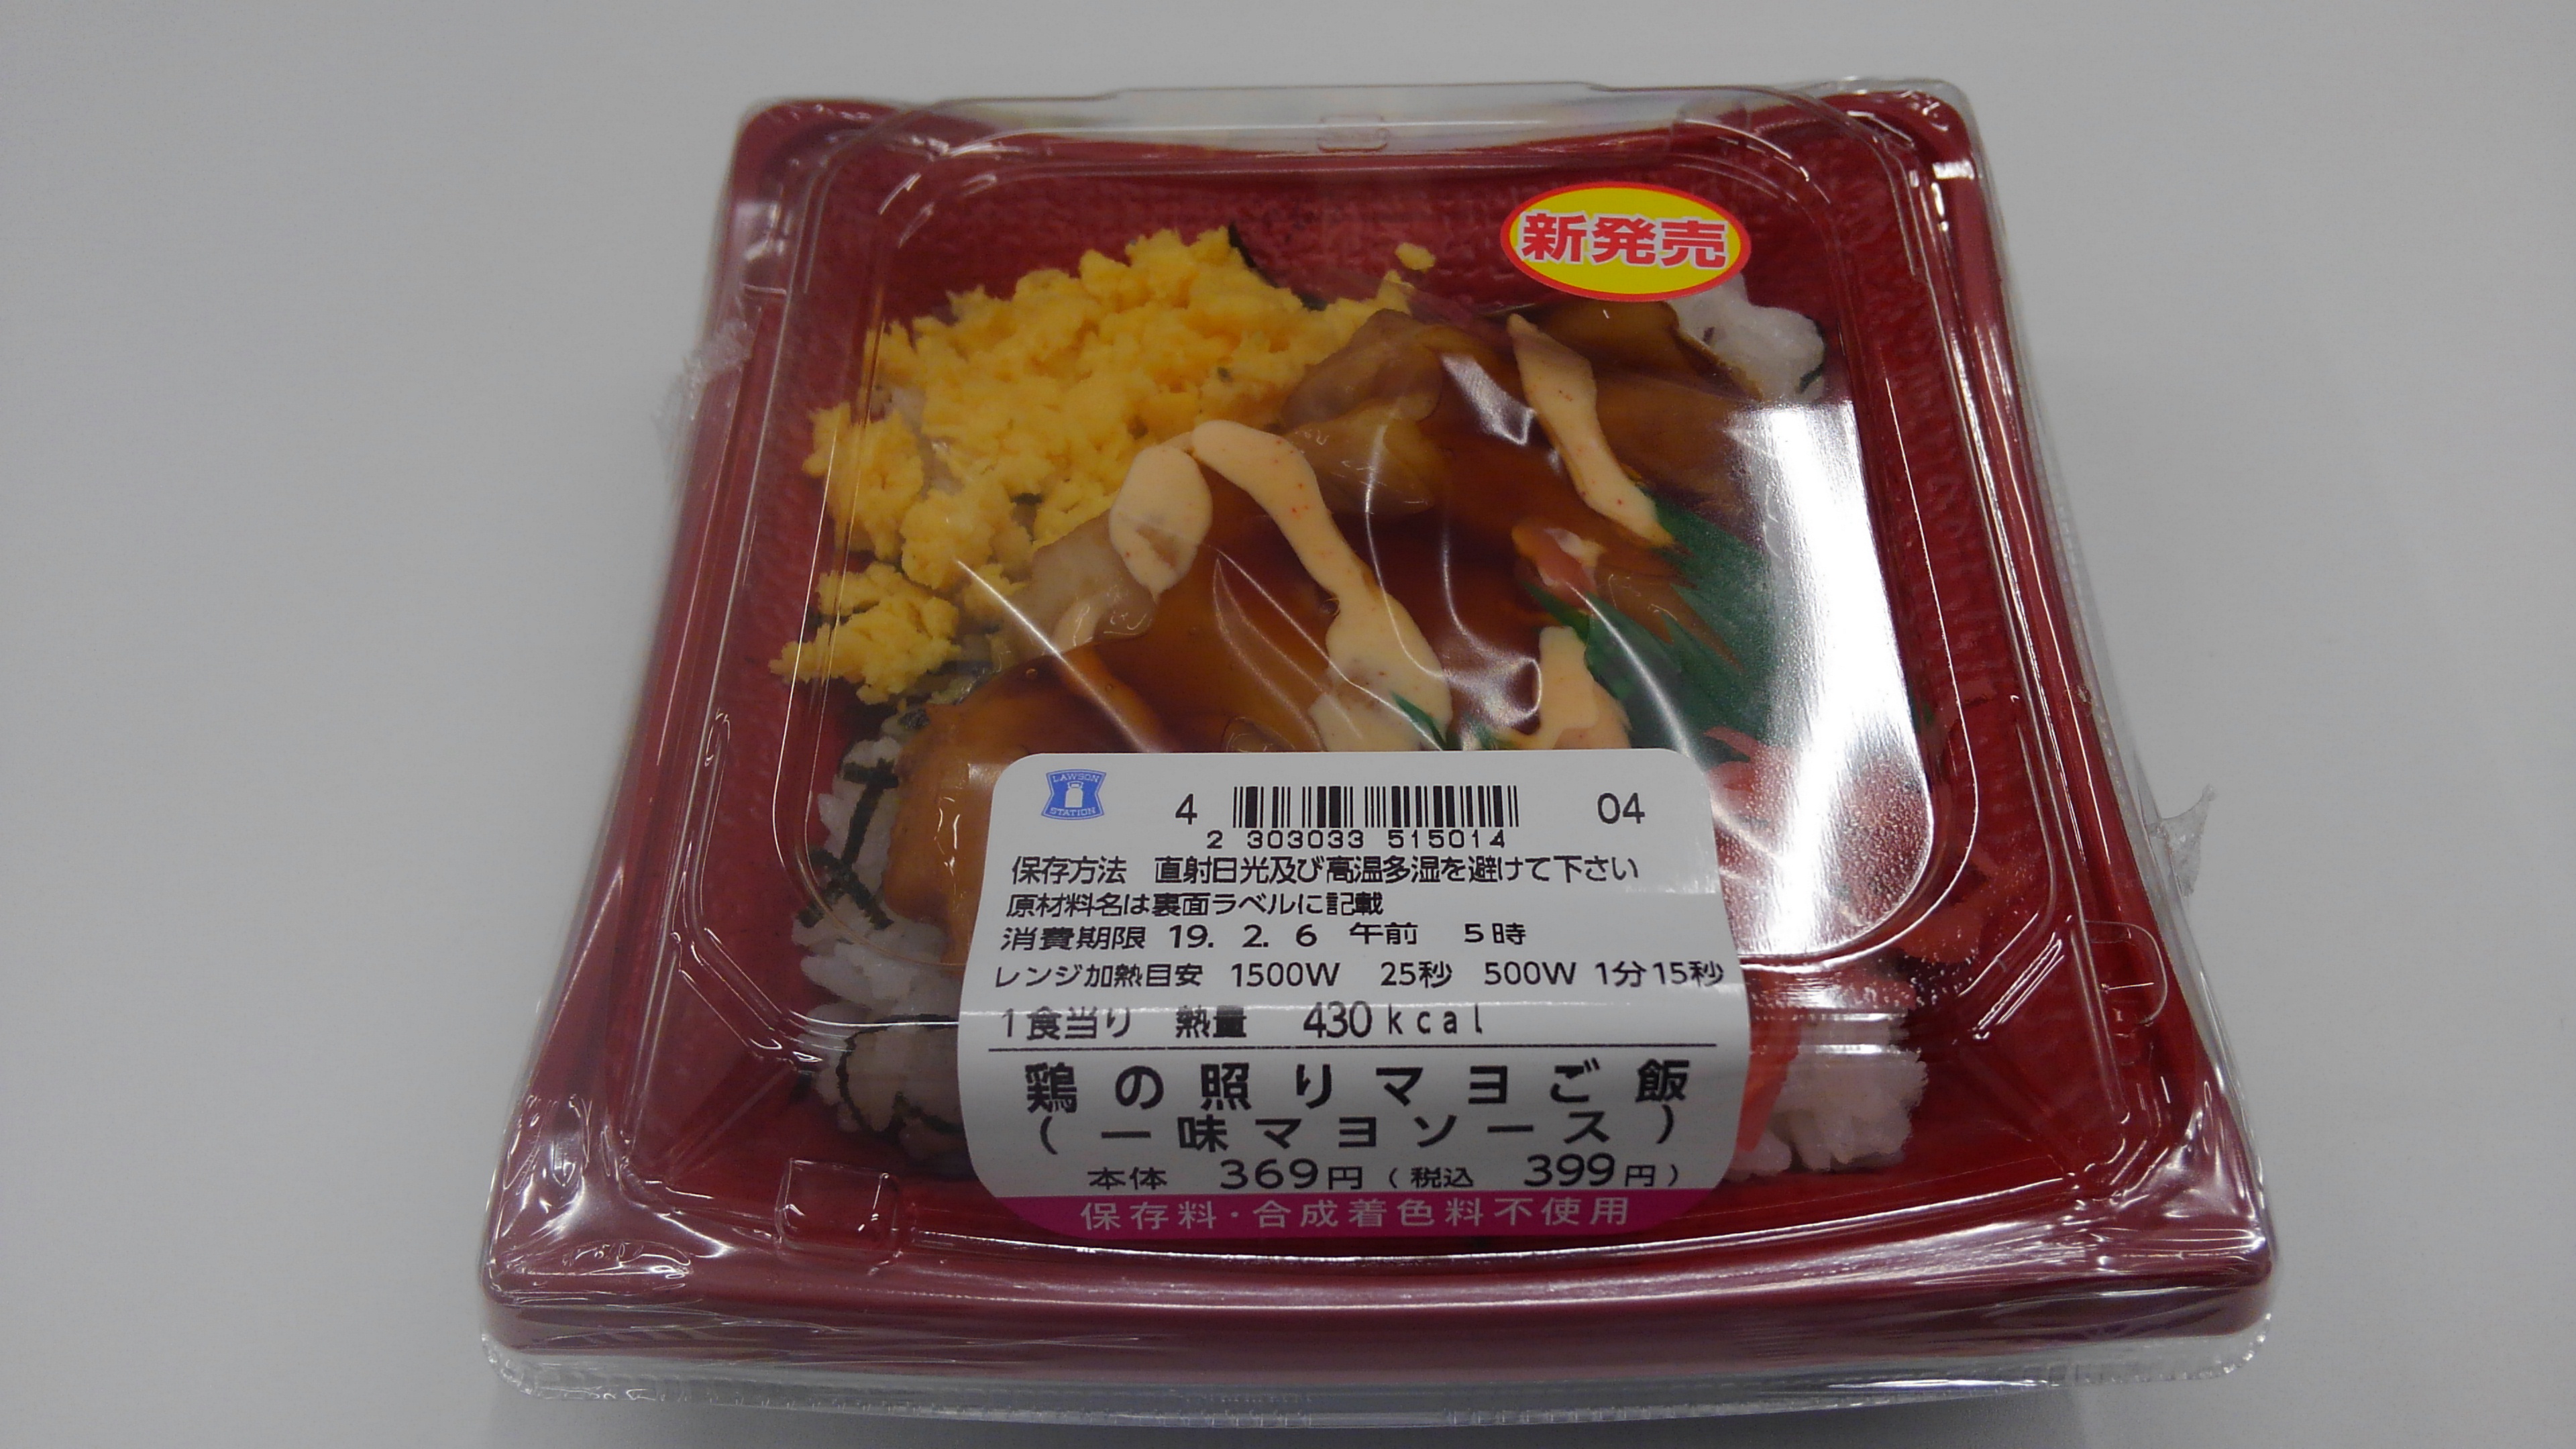 新発売
LAWSON
STATION
4 04
2 303033 515014
保存方法 直射日光及び高温多湿を避けて下さい
原材料名は裏面ラベルに記載
消費期限 19. 2. 6 午前 5時
レンジ加熱目安 1500W 25秒 500W 1分15秒
1食当り 熱量 430kcal
鶏の照りマヨご飯
(一味マヨソース)
本体 369円(税込 399円)
保存料・合成着色料不使用